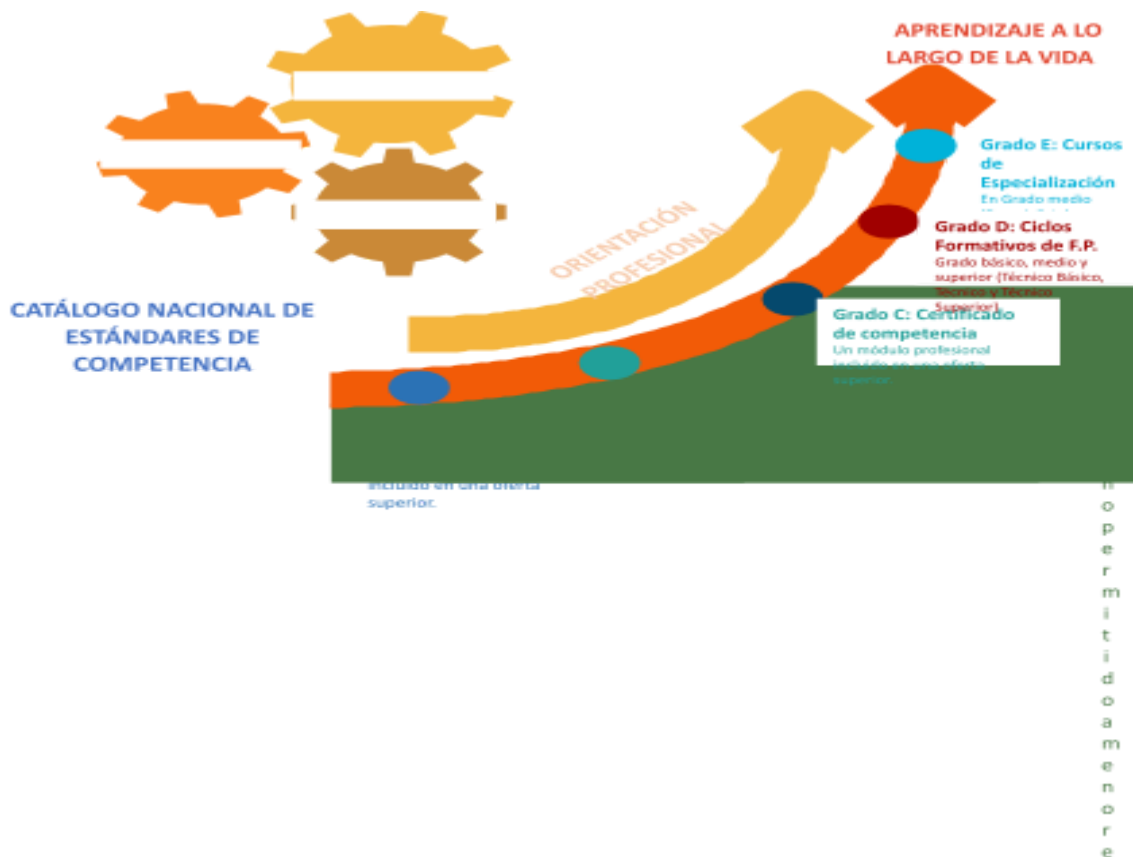 APRENDIZAJE A LO
LARGO DE LA VIDA
Grado E: Cursos
de
Especialización
En Grado medio
ORIENTACIÓN
PROFESIONAL
Grado D: Ciclos
Formativos de F.P.
Grado básico, medio y
superior (Técnico Básico,
Técnico y Técnico
Superior).
CATÁLOGO NACIONAL DE
ESTÁNDARES DE
COMPETENCIA
Grado C: Certificado
de competencia
Un módulo profesional
incluido en una oferta
superior.
incluido en una oferta
superior.
n
o
p
e
r
m
i
t
i
d
o
a
m
e
n
o
r
e